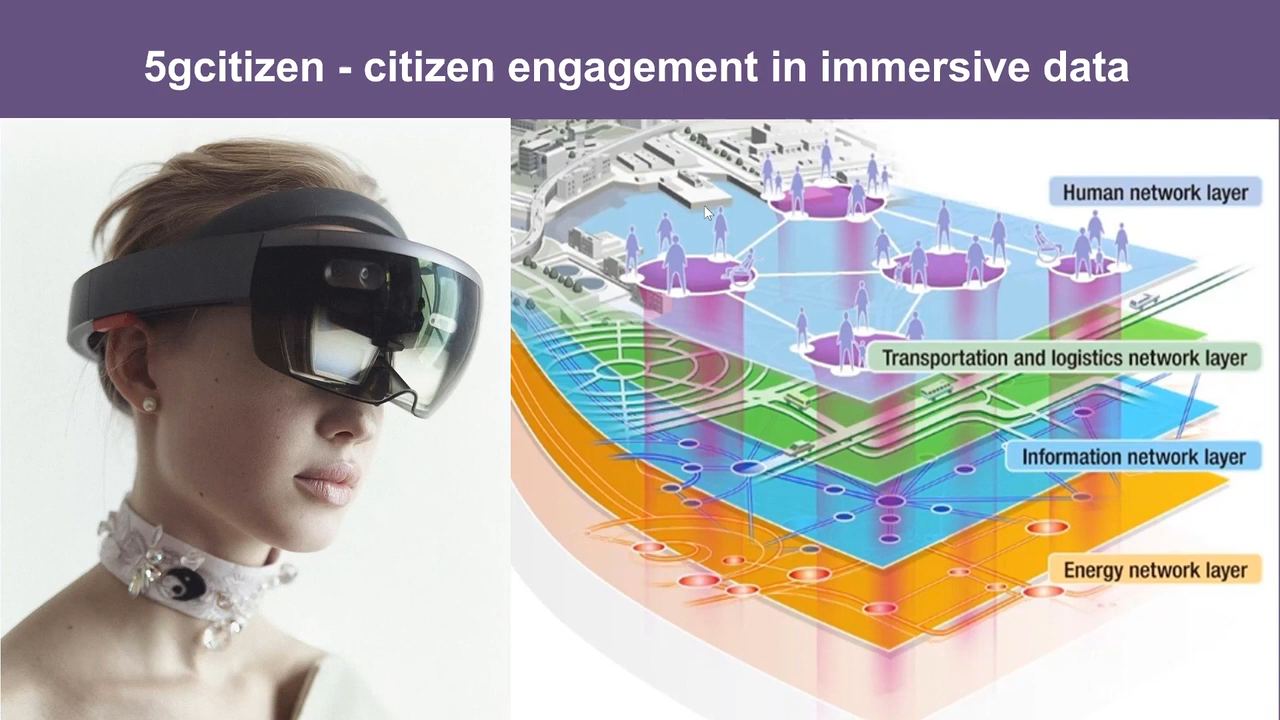 5gcitizen - citizen engagement in immersive data
Human network layer
Transportation and logistics network layer
Information network layer
Energy network layer